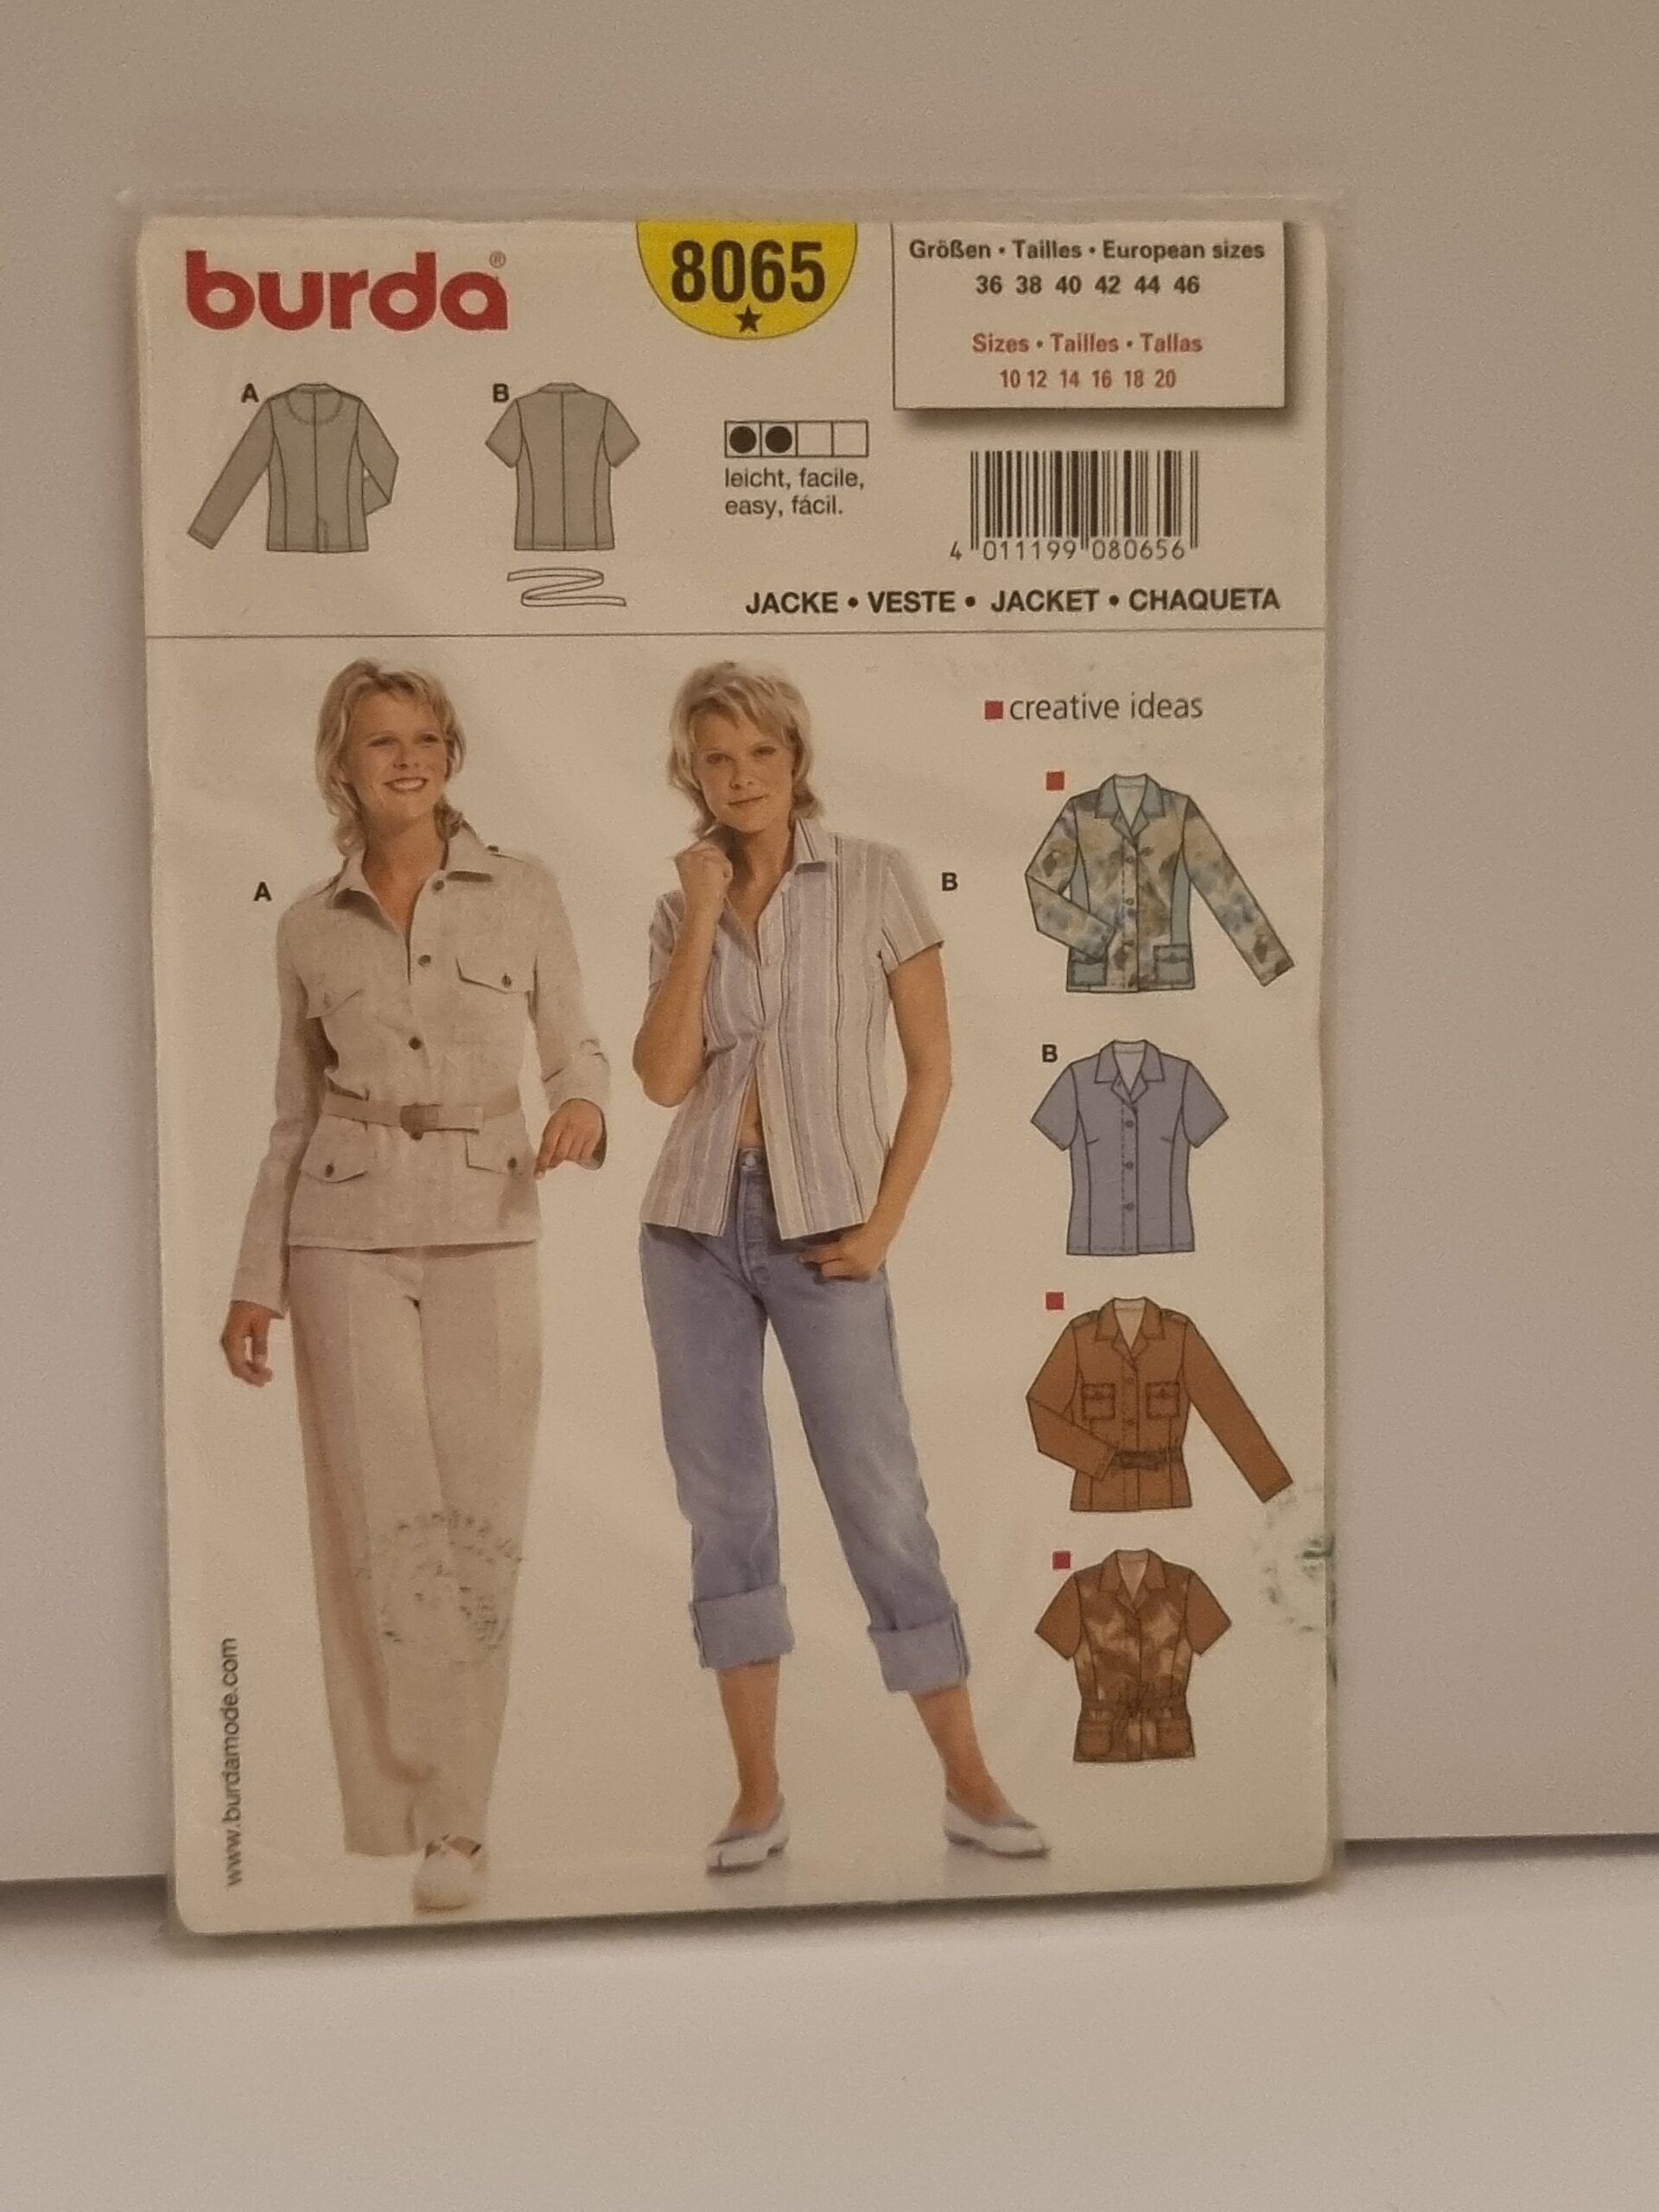 burda®
8065
Größen • Tailles • European sizes
36 38 40 42 44 46
Sizes • Tailles • Tallas
10 12 14 16 18 20
A
B
leicht, facile,
easy, fácil.
4 011199 080656
JACKE • VESTE • JACKET • CHAQUETA
creative ideas
A
B
B
www.burdamode.com